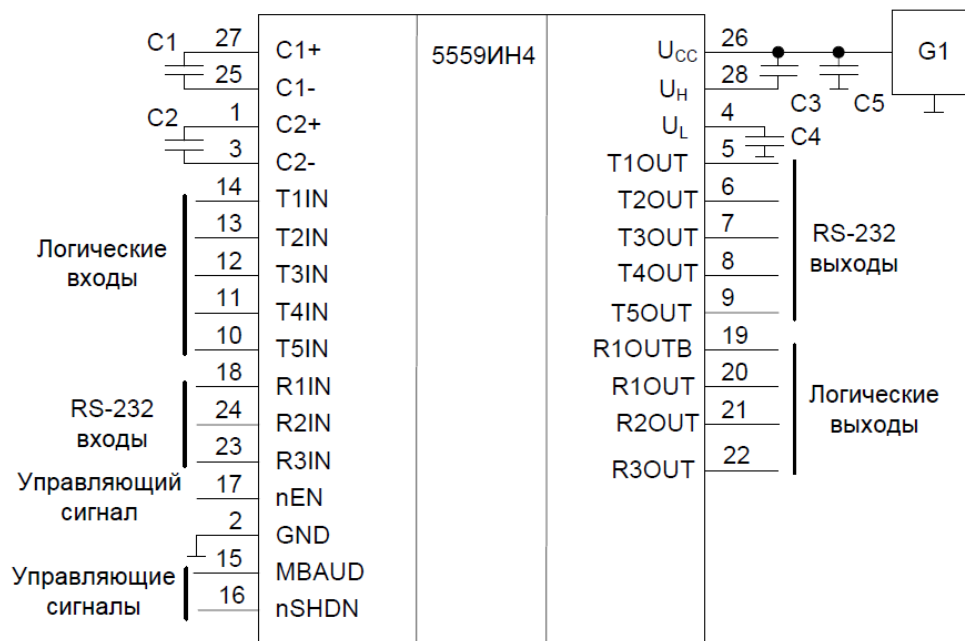 C1 27 C1+ 5559ИН4 UCC 26 G1
25 C1- UH 28 C3 C5
C2 1 C2+ UL 4 C4
3 C2- T1OUT 5
14 T1IN T2OUT 6
13 T2IN T3OUT 7
Логические входы
RS-232 выходы
12 T3IN T4OUT 8
11 T4IN T5OUT 9
10 T5IN R1OUTB 19
18 R1IN R1OUT 20
RS-232 входы
Логические выходы
24 R2IN R2OUT 21
23 R3IN R3OUT 22
Управляющий сигнал
17 nEN
2 GND
15 MBAUD
Управляющие сигналы
16 nSHDN